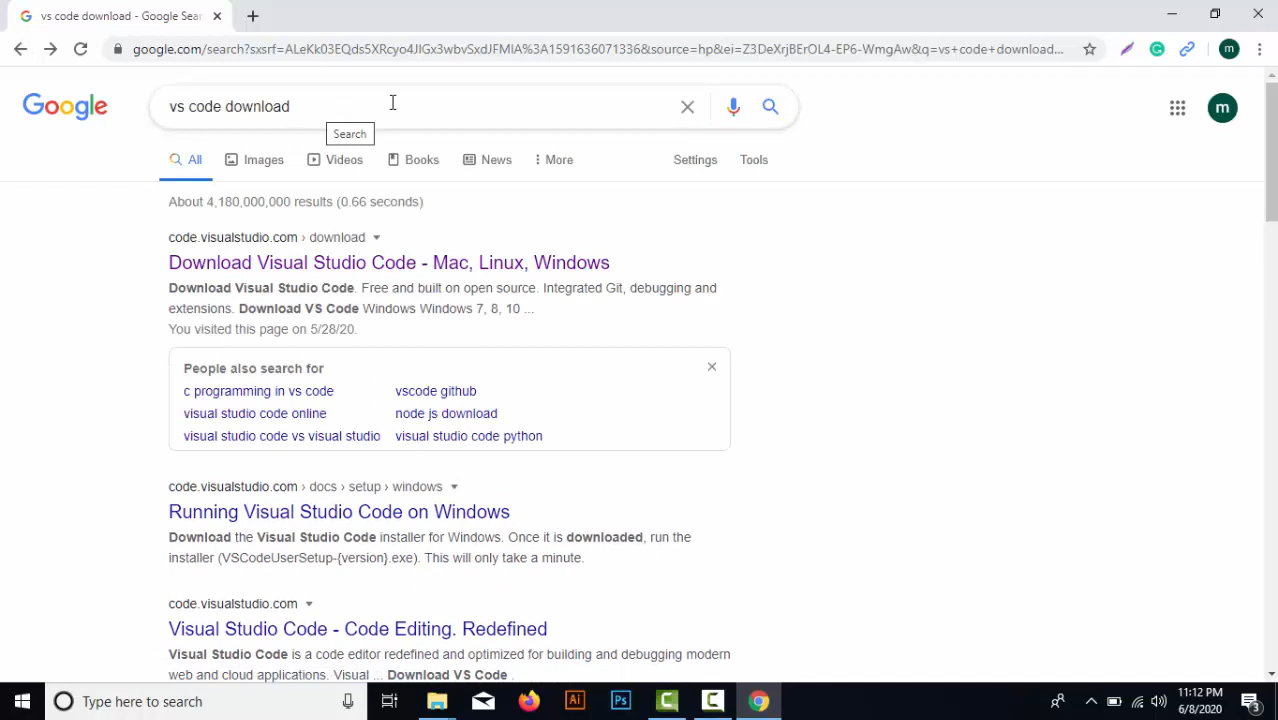 vs code download - Google Sear
google.com/search?sxsrf=ALeKk03EQds5XRcyo4JlGx3wbvSxdJFMIA%3A1591636071336&source=hp&ei=Z3DeXrjBErOL4-EP6-WmgAw&q=vs+code+download...
m
Google
vs code download
m
Search
All Images Videos Books News More Settings Tools
About 4,180,000,000 results (0.66 seconds)
code.visualstudio.com › download
Download Visual Studio Code - Mac, Linux, Windows
Download Visual Studio Code. Free and built on open source. Integrated Git, debugging and
extensions. Download VS Code Windows Windows 7, 8, 10 ...
You visited this page on 5/28/20.
People also search for
c programming in vs code vscode github
visual studio code online node js download
visual studio code vs visual studio visual studio code python
code.visualstudio.com › docs › setup › windows
Running Visual Studio Code on Windows
Download the Visual Studio Code installer for Windows. Once it is downloaded, run the
installer (VSCodeUserSetup-{version}.exe). This will only take a minute.
code.visualstudio.com
Visual Studio Code - Code Editing. Redefined
Visual Studio Code is a code editor redefined and optimized for building and debugging modern
web and cloud applications. Visual ... Download VS Code .
Type here to search
Ai
Ps
C
C
11:12 PM
6/8/2020
3